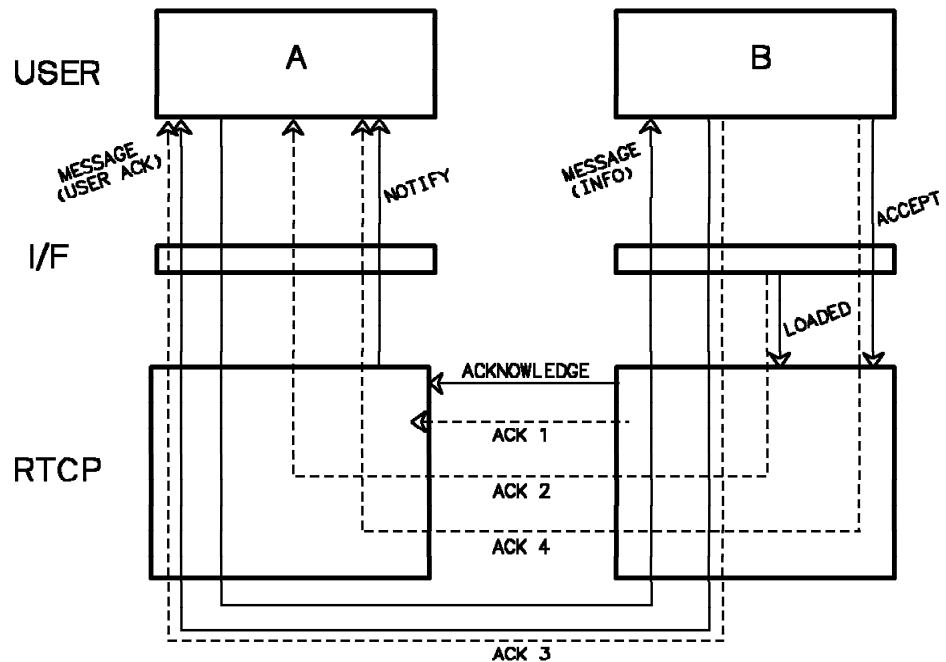 A
B
USER
MESSAGE
(USER ACK)
NOTIFY
MESSAGE
(INFO)
ACCEPT
I/F
LOADED
ACKNOWLEDGE
ACK 1
RTCP
ACK 2
ACK 4
ACK 3